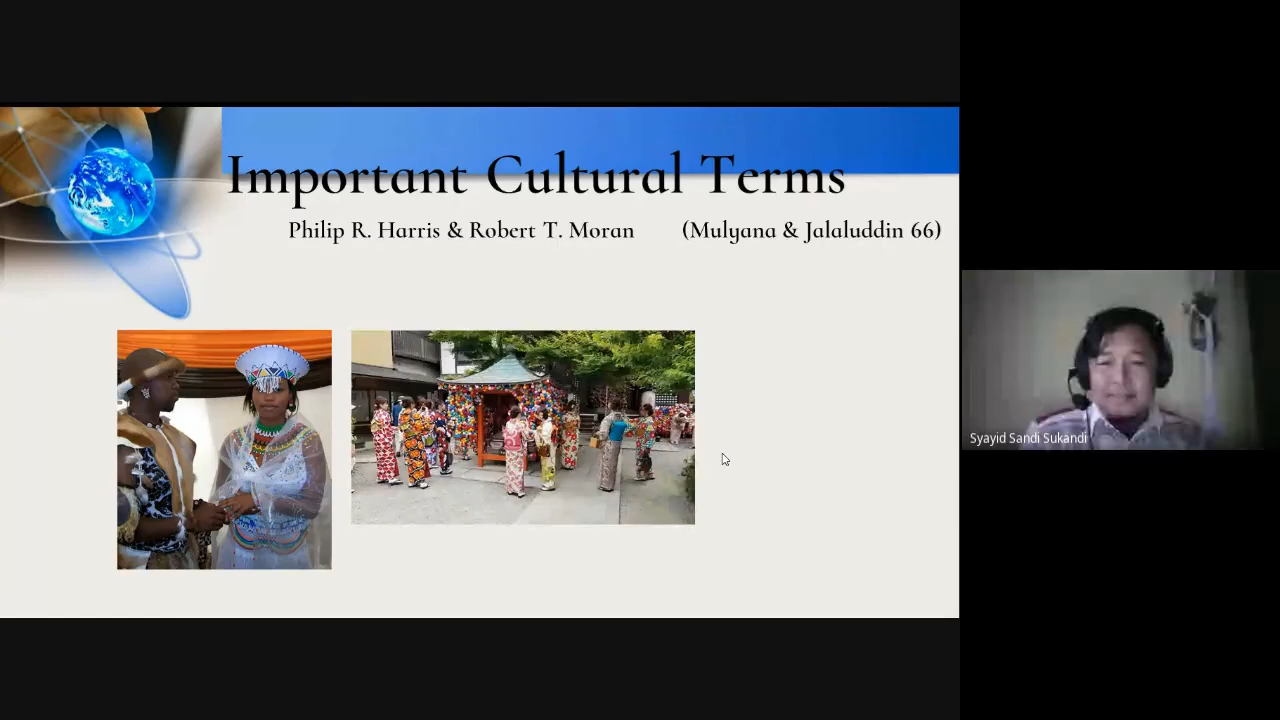 Important Cultural Terms
Philip R. Harris & Robert T. Moran (Mulyana & Jalaluddin 66)
Syayid Sandi Sukandi